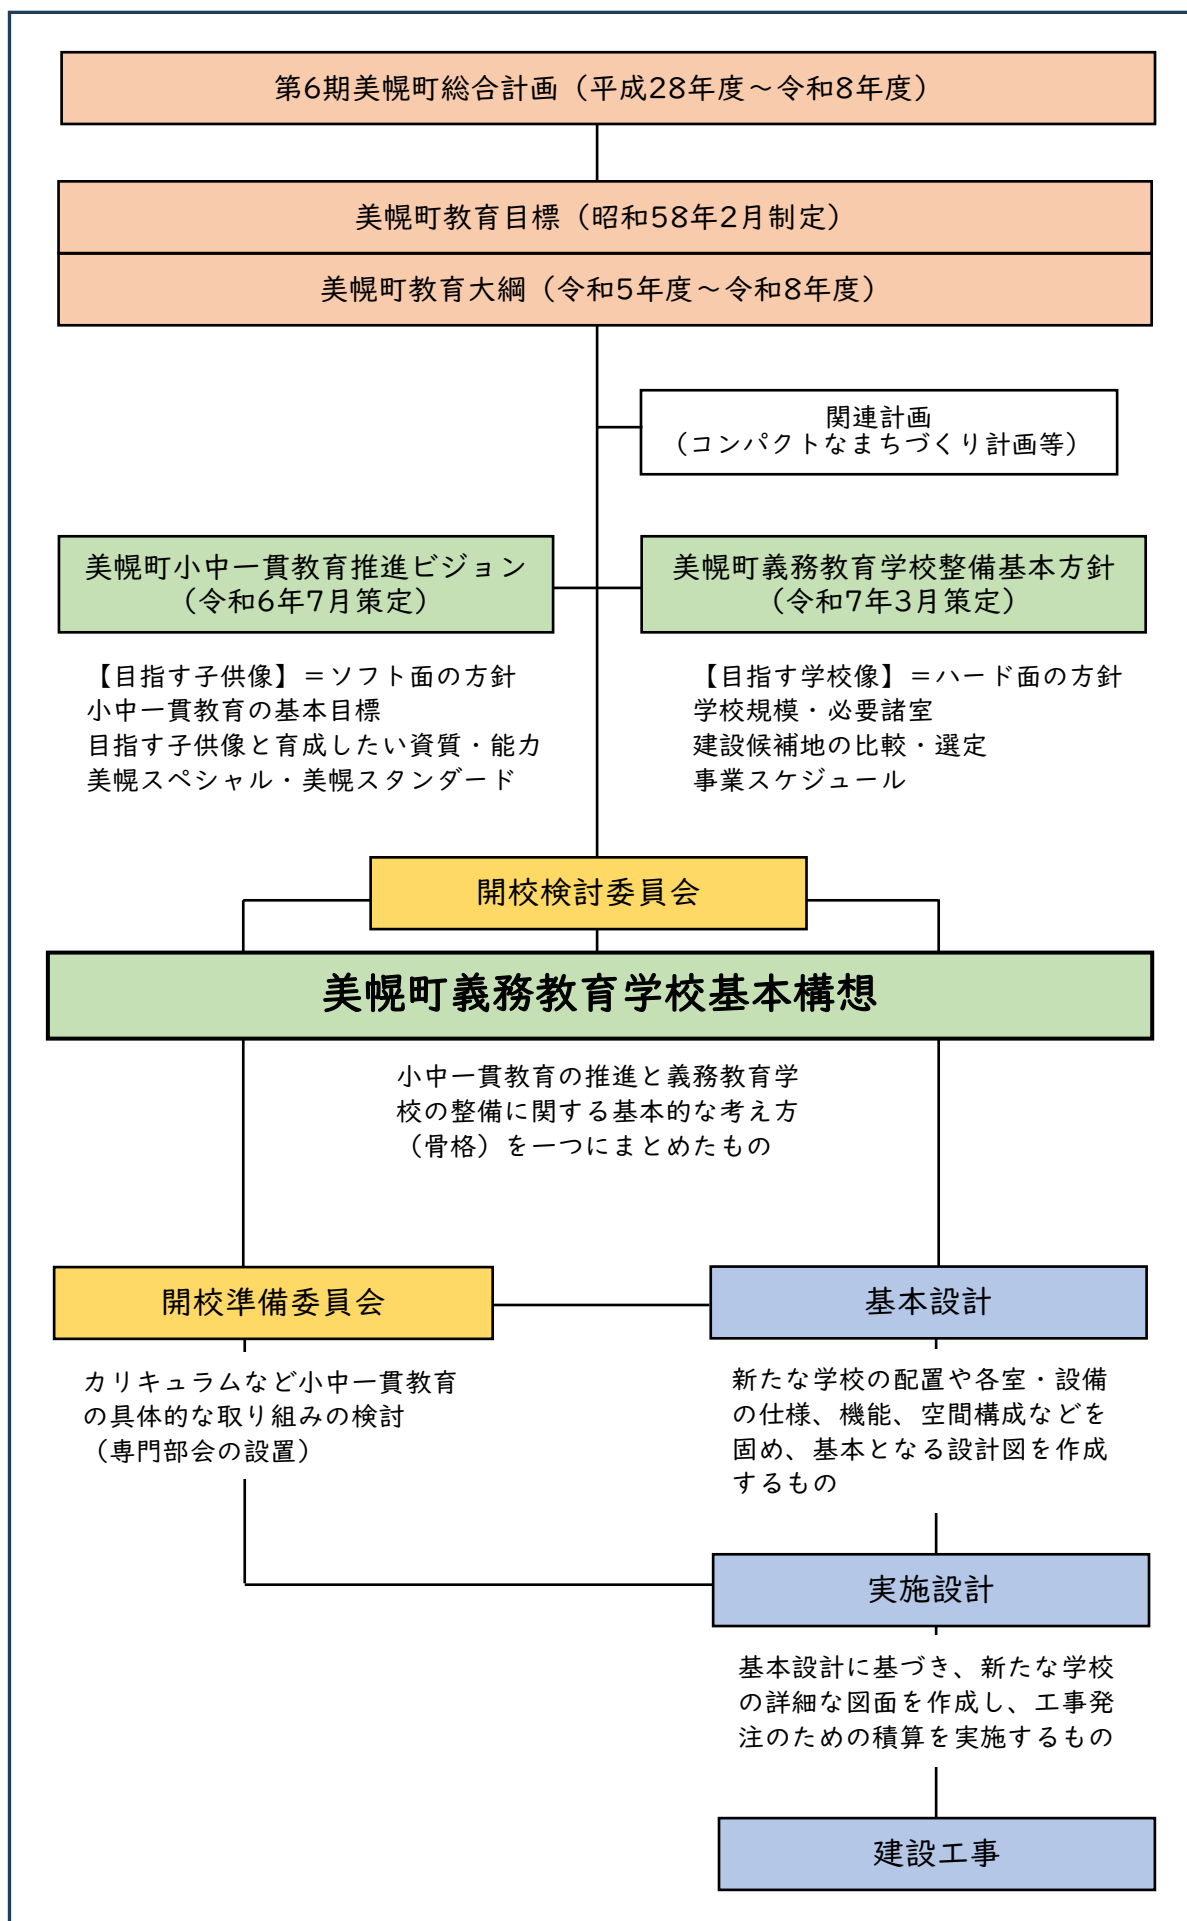 第6期美幌町総合計画（平成28年度～令和8年度）
美幌町教育目標（昭和58年2月制定）
美幌町教育大綱（令和5年度～令和8年度）
関連計画
（コンパクトなまちづくり計画等）
美幌町小中一貫教育推進ビジョン
（令和6年7月策定）
美幌町義務教育学校整備基本方針
（令和7年3月策定）
【目指す子供像】＝ソフト面の方針
小中一貫教育の基本目標
目指す子供像と育成したい資質・能力
美幌スペシャル・美幌スタンダード
【目指す学校像】＝ハード面の方針
学校規模・必要諸室
建設候補地の比較・選定
事業スケジュール
開校検討委員会
美幌町義務教育学校基本構想
小中一貫教育の推進と義務教育学
校の整備に関する基本的な考え方
（骨格）を一つにまとめたもの
開校準備委員会
基本設計
カリキュラムなど小中一貫教育
の具体的な取り組みの検討
（専門部会の設置）
新たな学校の配置や各室・設備
の仕様、機能、空間構成などを
固め、基本となる設計図を作成
するもの
実施設計
基本設計に基づき、新たな学校
の詳細な図面を作成し、工事発
注のための積算を実施するもの
建設工事